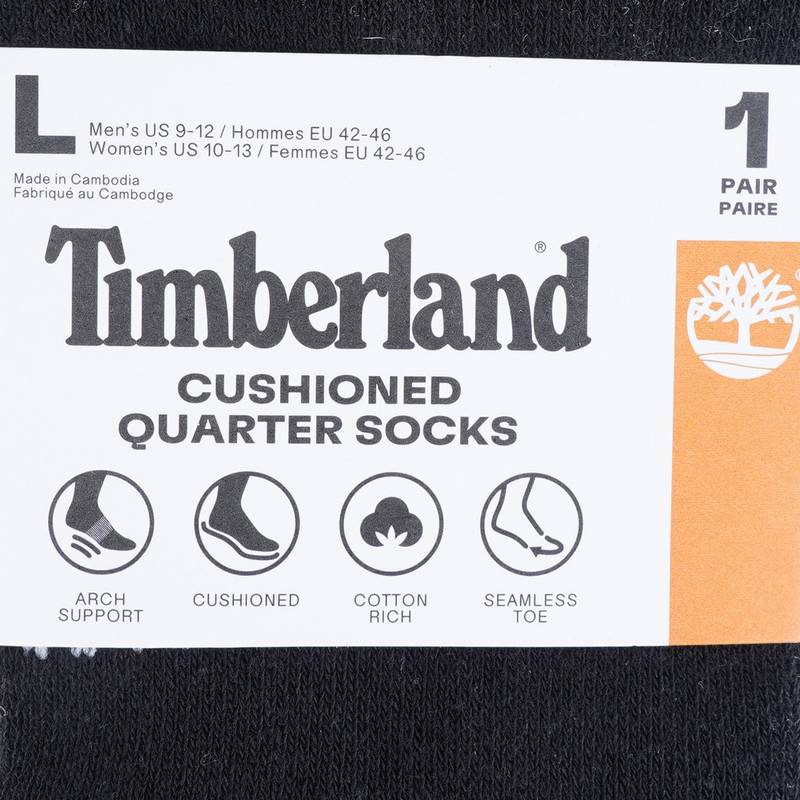 L
Men's US 9-12 / Hommes EU 42-46
Women's US 10-13 / Femmes EU 42-46
Made in Cambodia
Fabriqué au Cambodge
1
PAIR
PAIRE
Timberland®
CUSHIONED
QUARTER SOCKS
ARCH
SUPPORT
CUSHIONED
COTTON
RICH
SEAMLESS
TOE